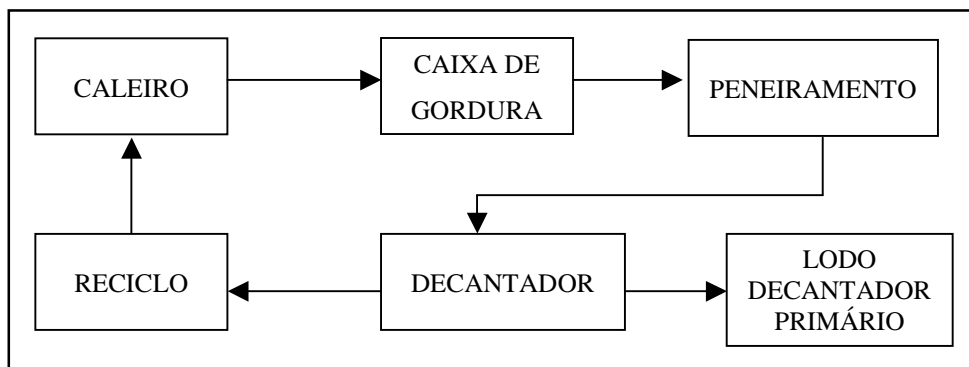 CALEIRO
CAIXA DE
GORDURA
PENEIRAMENTO
RECICLO
DECANTADOR
LODO
DECANTADOR
PRIMÁRIO